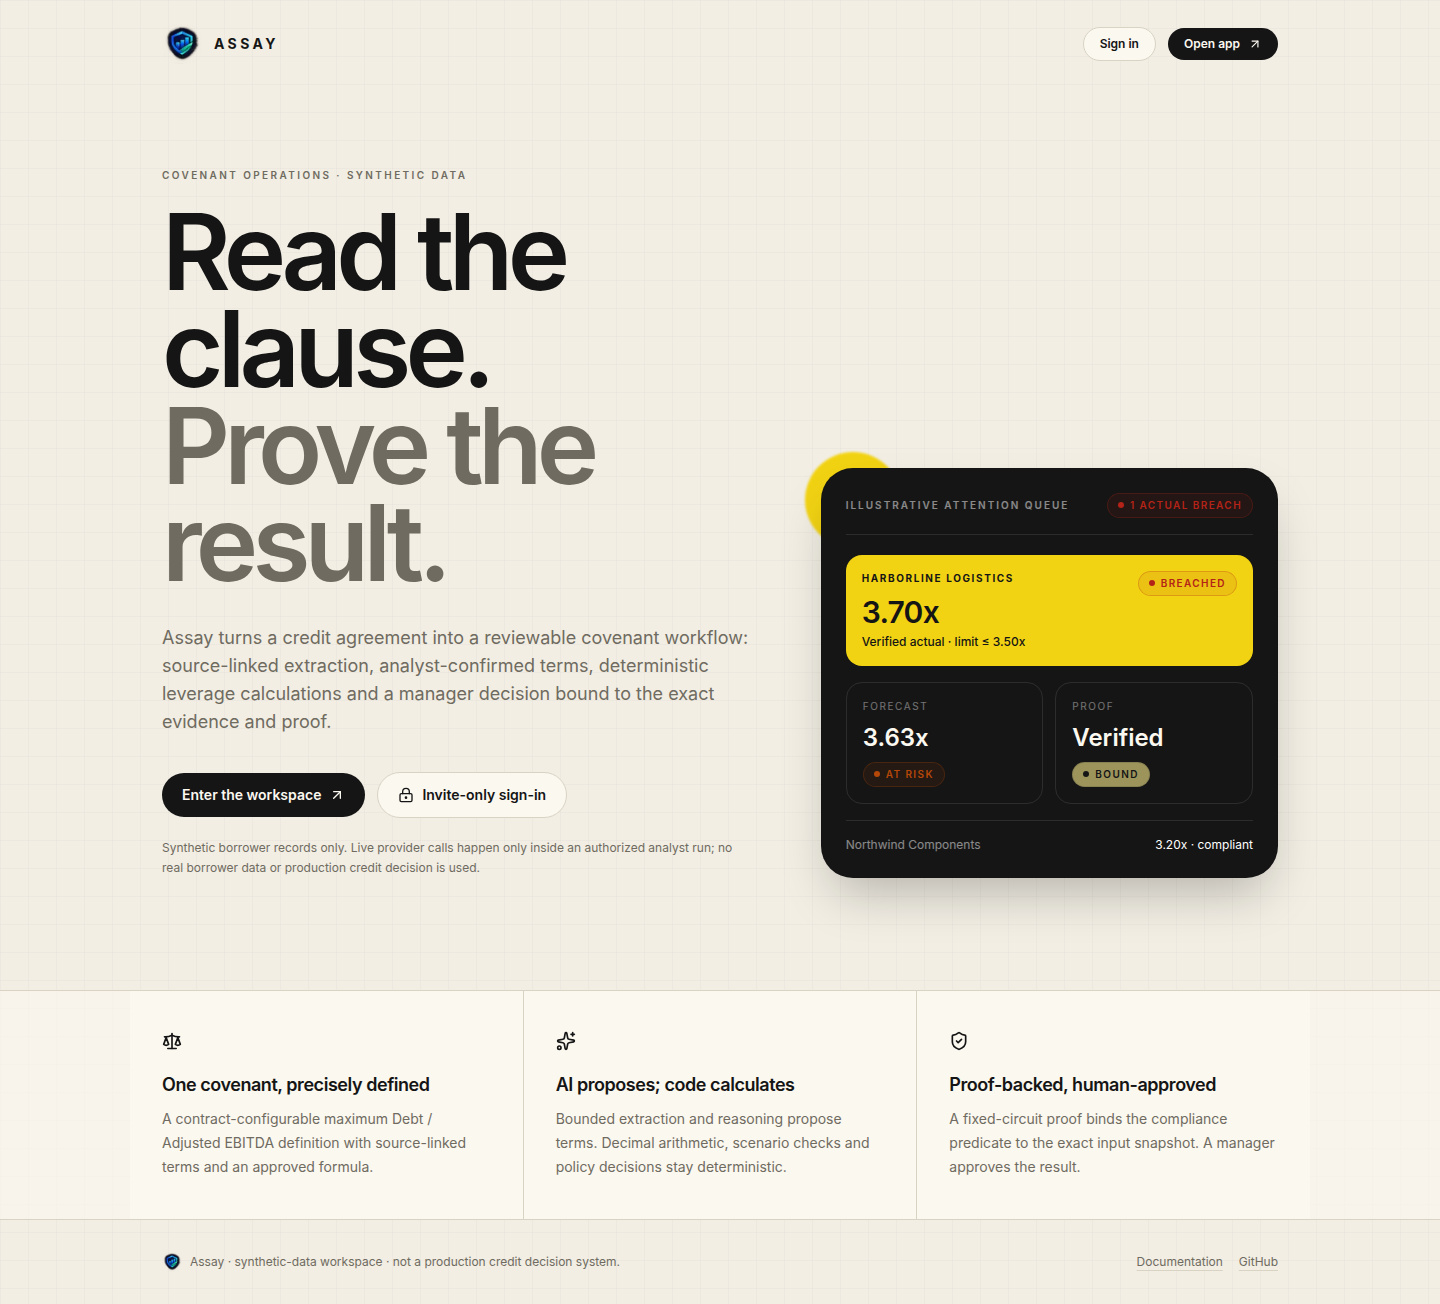 ASSAY
Sign in
Open app
COVENANT OPERATIONS · SYNTHETIC DATA
Read the
clause.
Prove the
result.
Assay turns a credit agreement into a reviewable covenant workflow:
source-linked extraction, analyst-confirmed terms, deterministic
leverage calculations and a manager decision bound to the exact
evidence and proof.
Enter the workspace
Invite-only sign-in
Synthetic borrower records only. Live provider calls happen only inside an authorized analyst run; no
real borrower data or production credit decision is used.
ILLUSTRATIVE ATTENTION QUEUE
1 ACTUAL BREACH
HARBORLINE LOGISTICS
BREACHED
3.70x
Verified actual · limit ≤ 3.50x
FORECAST
3.63x
AT RISK
PROOF
Verified
BOUND
Northwind Components
3.20x · compliant
One covenant, precisely defined
A contract-configurable maximum Debt /
Adjusted EBITDA definition with source-linked
terms and an approved formula.
AI proposes; code calculates
Bounded extraction and reasoning propose
terms. Decimal arithmetic, scenario checks and
policy decisions stay deterministic.
Proof-backed, human-approved
A fixed-circuit proof binds the compliance
predicate to the exact input snapshot. A manager
approves the result.
Assay · synthetic-data workspace · not a production credit decision system.
Documentation
GitHub